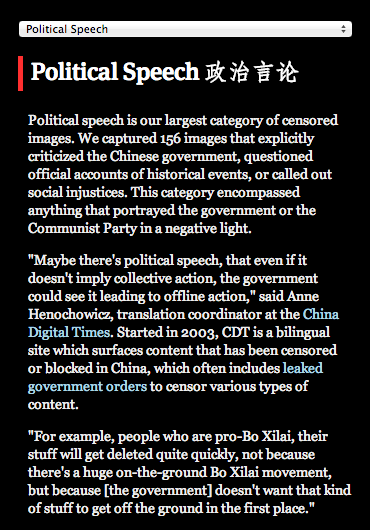 Political Speech
Political Speech 政治言论
Political speech is our largest category of censored
images. We captured 156 images that explicitly
criticized the Chinese government, questioned
official accounts of historical events, or called out
social injustices. This category encompassed
anything that portrayed the government or the
Communist Party in a negative light.
"Maybe there's political speech, that even if it
doesn't imply collective action, the government
could see it leading to offline action," said Anne
Henochowicz, translation coordinator at the China
Digital Times. Started in 2003, CDT is a bilingual
site which surfaces content that has been censored
or blocked in China, which often includes leaked
government orders to censor various types of
content.
"For example, people who are pro-Bo Xilai, their
stuff will get deleted quite quickly, not because
there's a huge on-the-ground Bo Xilai movement,
but because [the government] doesn't want that kind
of stuff to get off the ground in the first place."